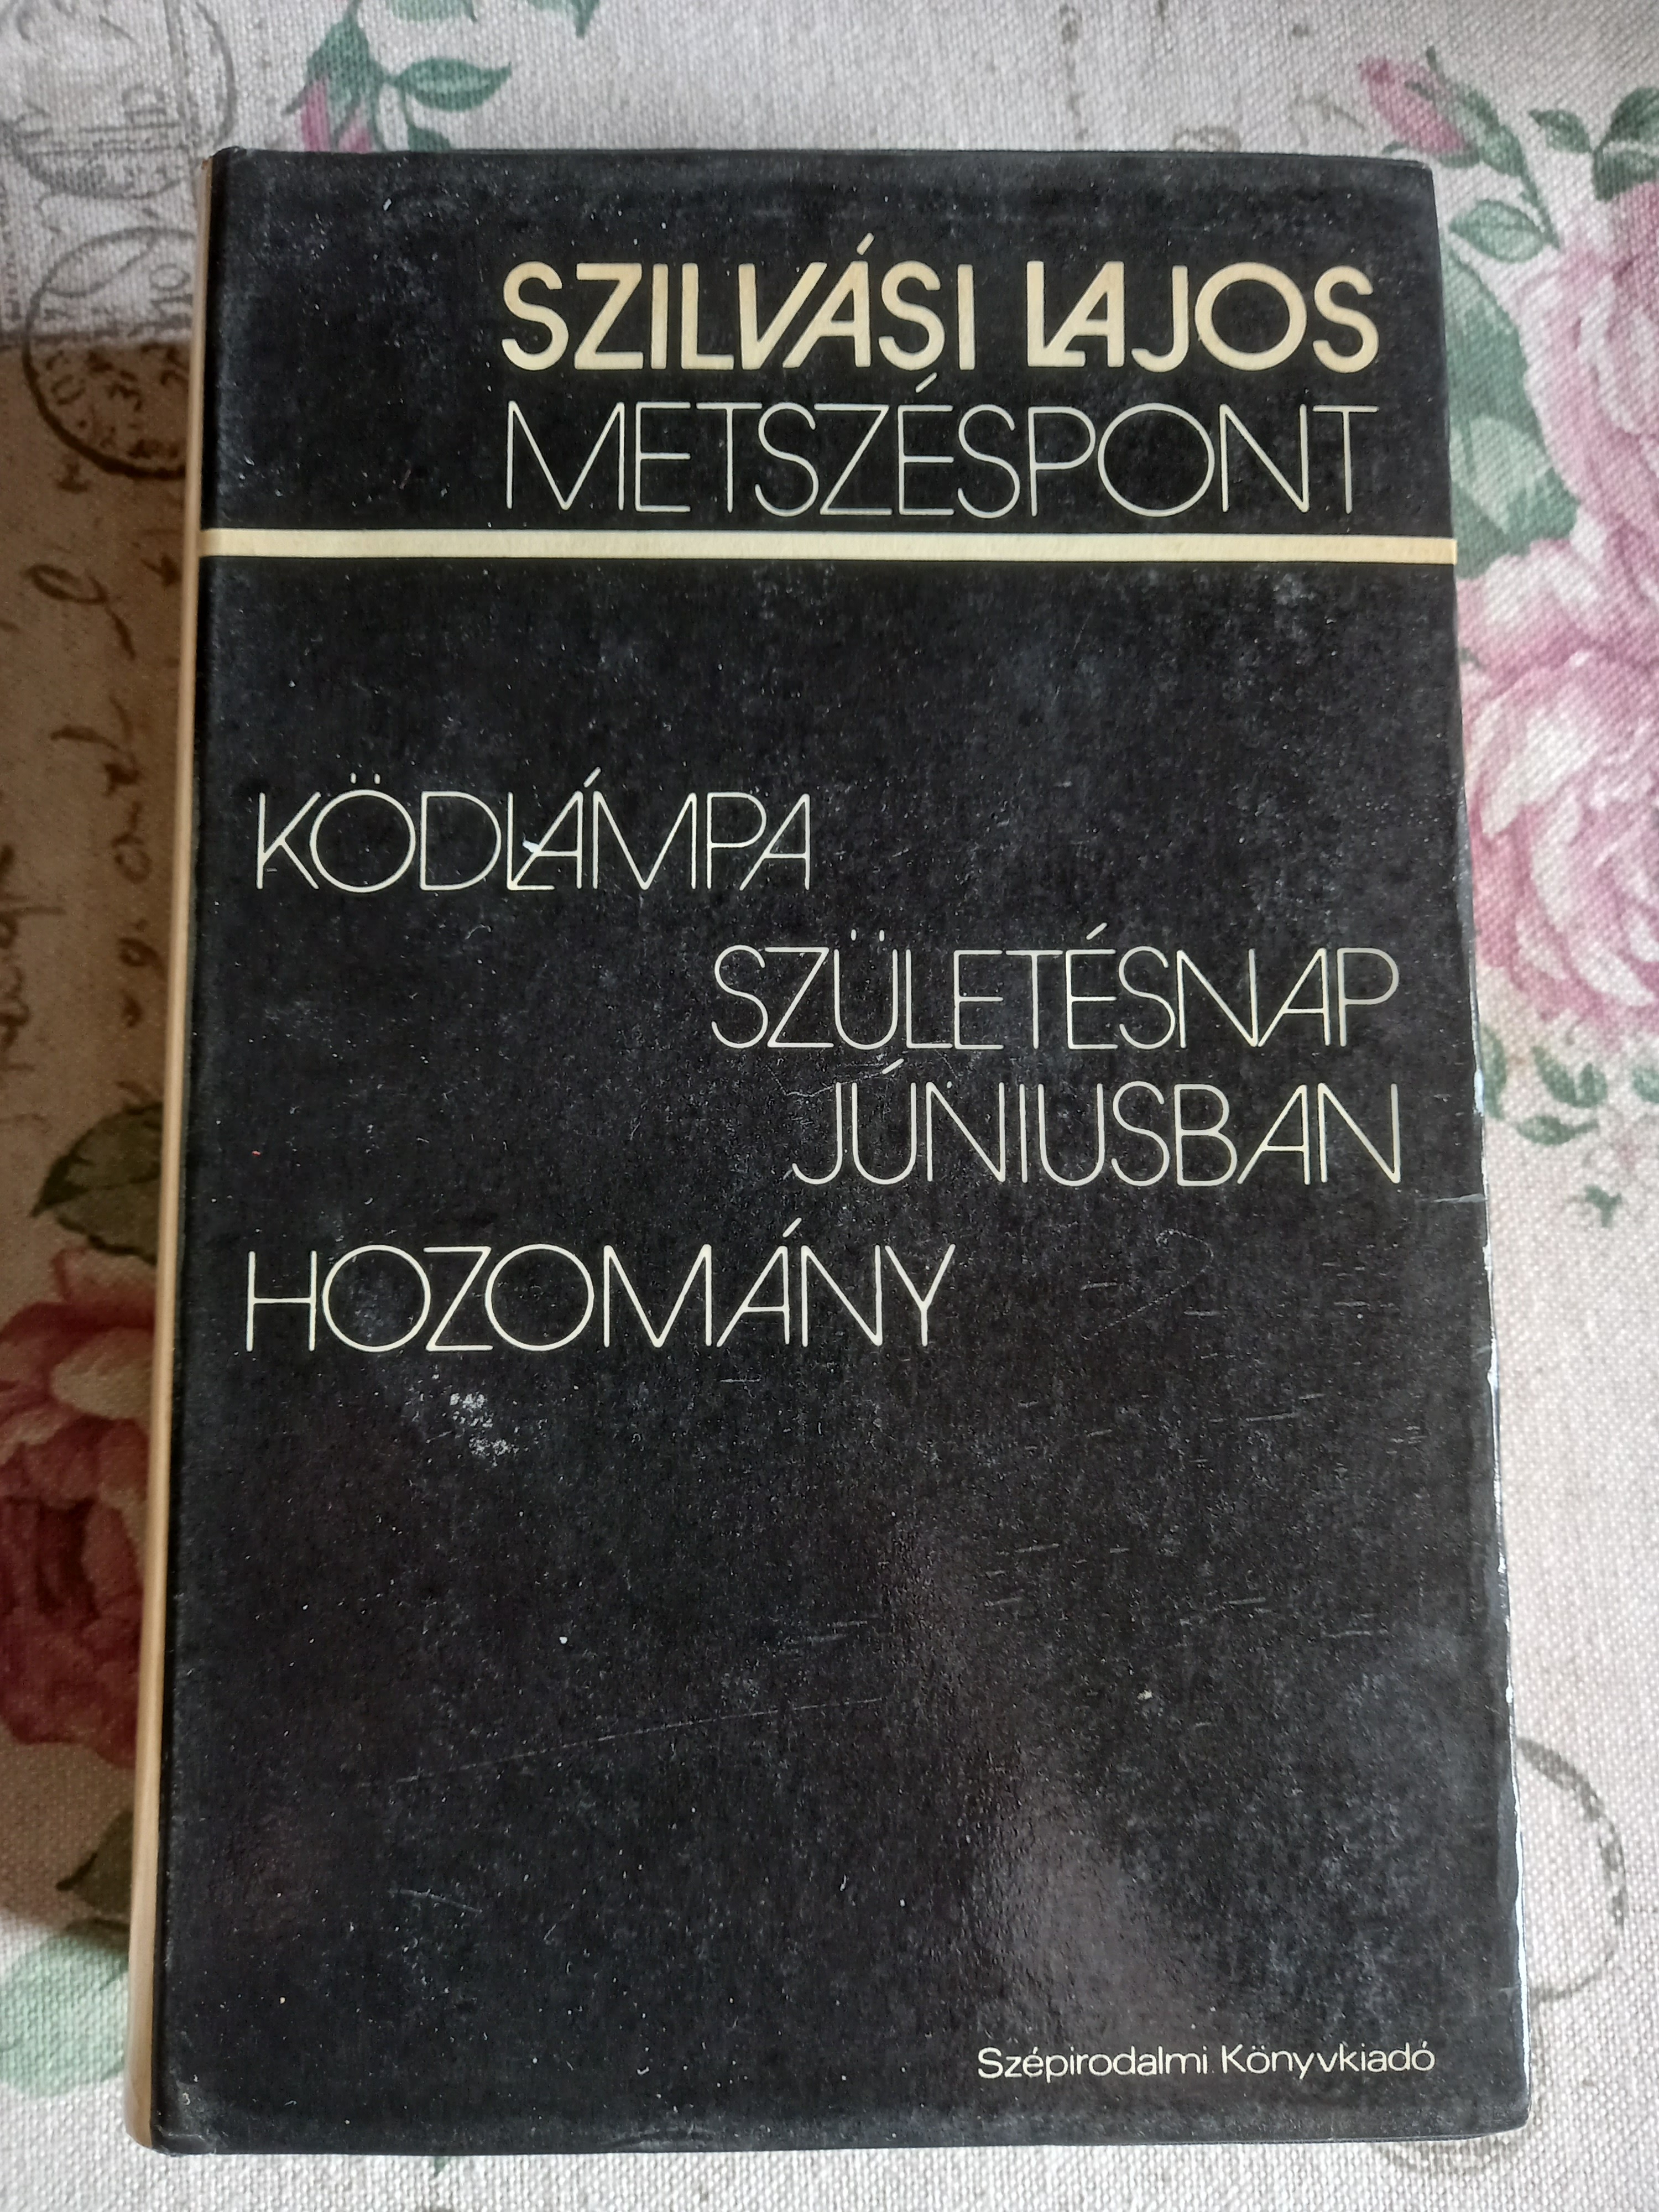 SZILVÁSI LAJOS
METSZÉSPONT
KÖDLÁMPA
SZÜLETÉSNAP
JÚNIUSBAN
HOZOMÁNY
Szépirodalmi Könyvkiadó